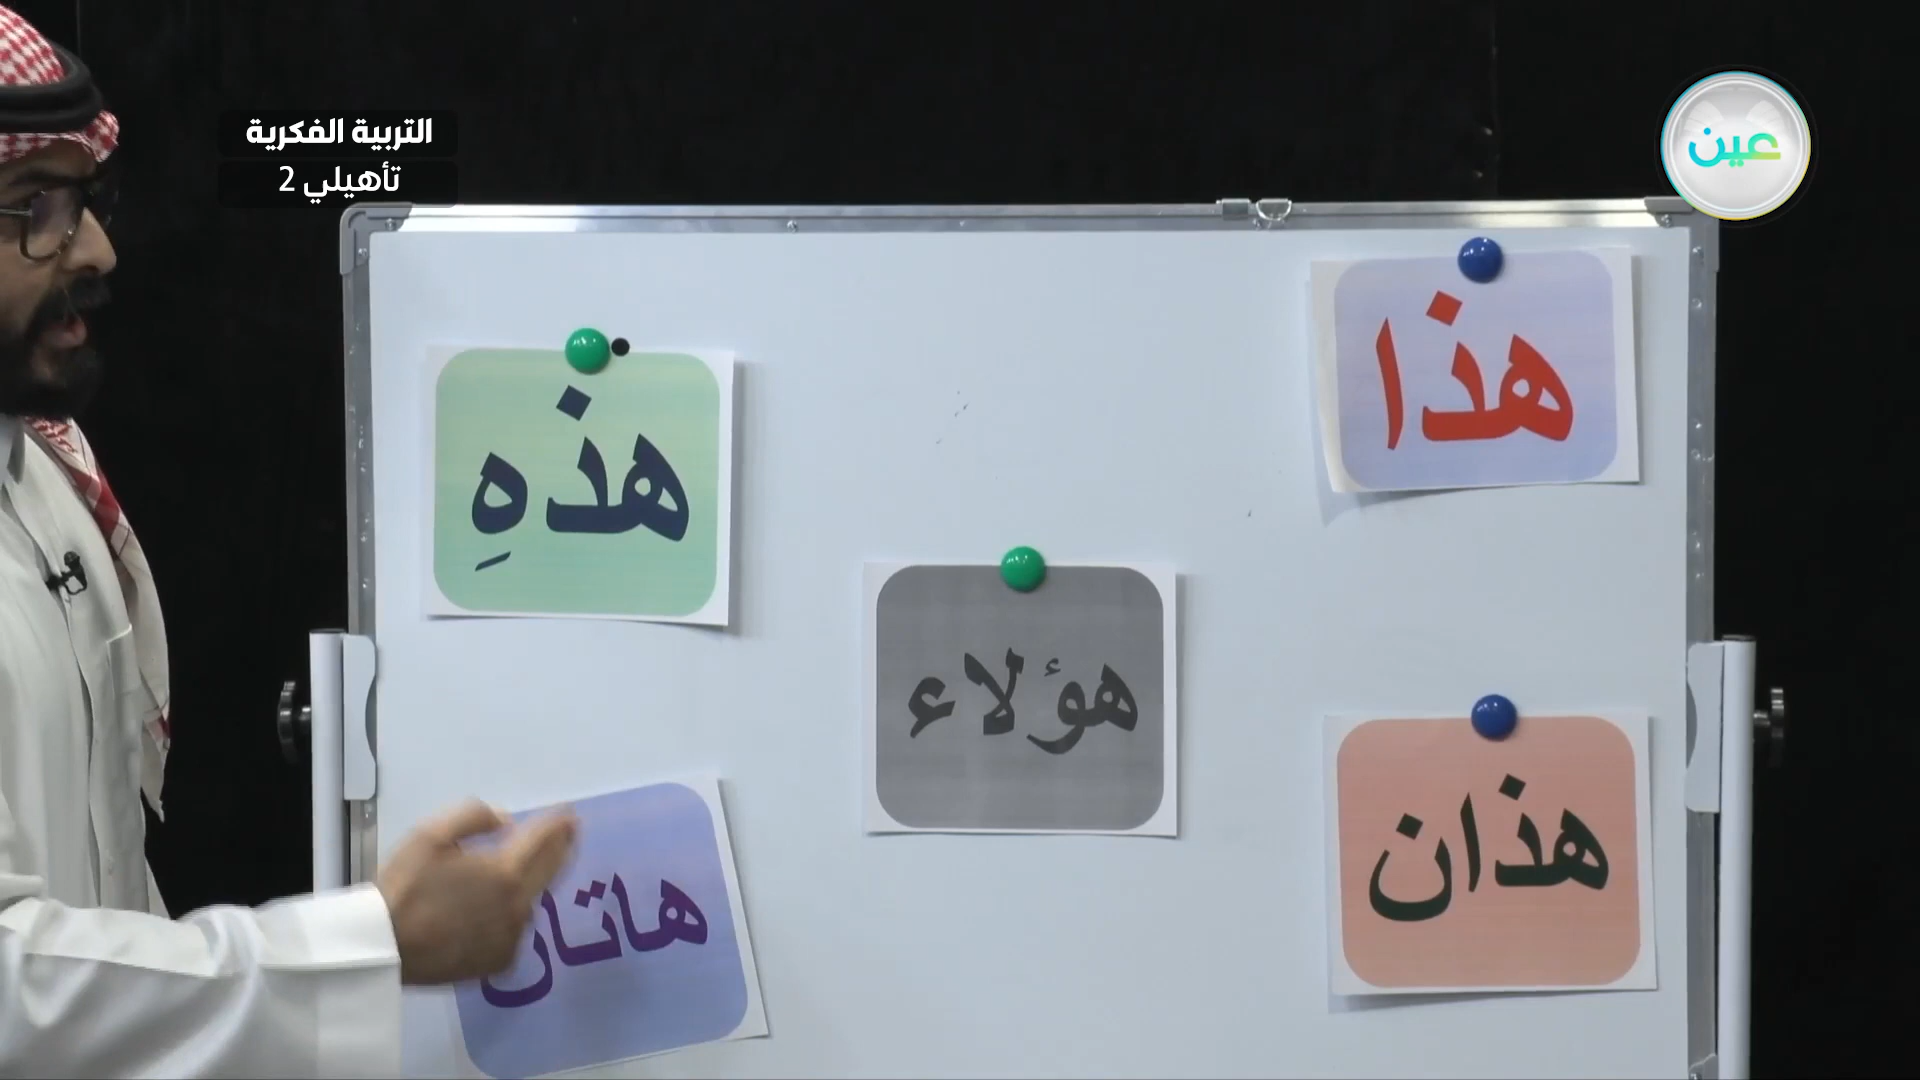 التربية الفكرية
تأهيلي 2
عين
هذا
هذهِ
هؤلاء
هذان
هاتان